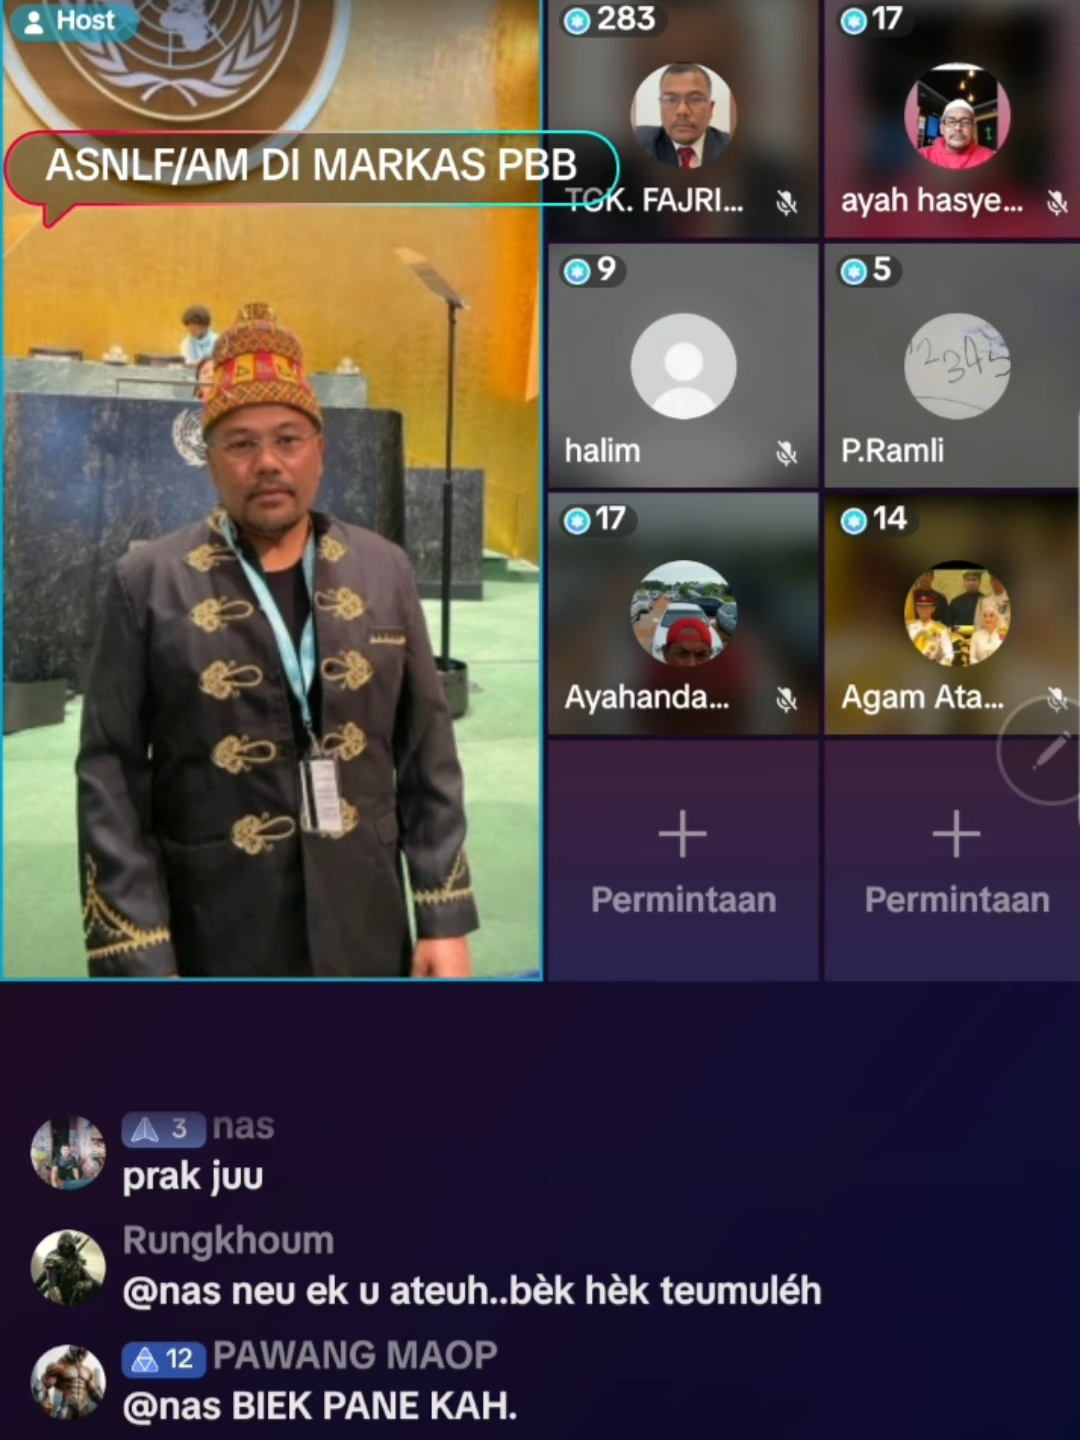 Host
ASNLF/AM DI MARKAS PBB
283
TGK. FAJRI...
17
ayah hasye...
9
halim
5
12345
P.Ramli
17
Ayahanda...
14
Agam Ata...
Permintaan
Permintaan
3 nas
prak juu
Rungkhoum
@nas neu ek u ateuh..bèk hèk teumuléh
12 PAWANG MAOP
@nas BIEK PANE KAH.